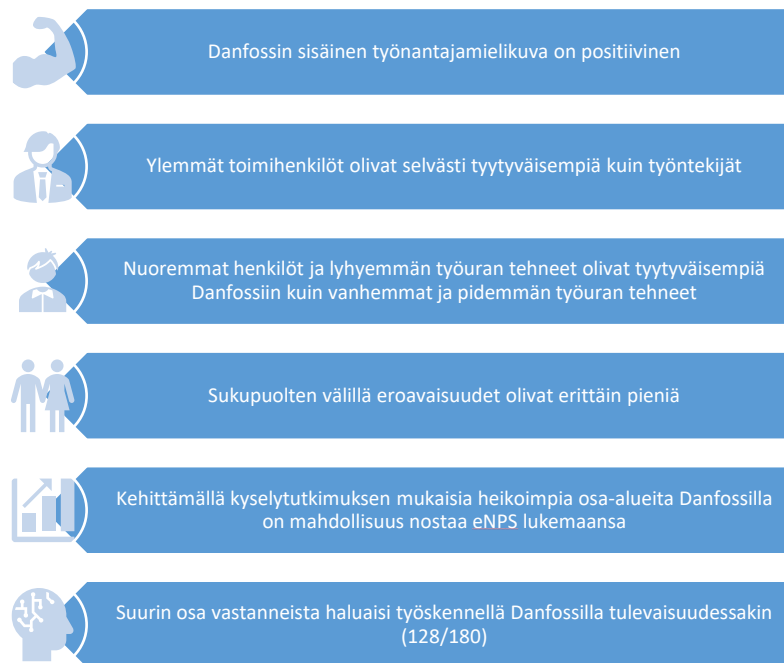 Danfossin sisäinen työnantajamielikuva on positiivinen
Ylemmät toimihenkilöt olivat selvästi tyytyväisempiä kuin työntekijät
Nuoremmat henkilöt ja lyhyemmän työuran tehneet olivat tyytyväisempiä
Danfossiin kuin vanhemmat ja pidemmän työuran tehneet
Sukupuolten välillä eroavaisuudet olivat erittäin pieniä
Kehittämällä kyselytutkimuksen mukaisia heikoimpia osa-alueita Danfossilla
on mahdollisuus nostaa eNPS lukemaansa
Suurin osa vastanneista haluaisi työskennellä Danfossilla tulevaisuudessakin
(128/180)